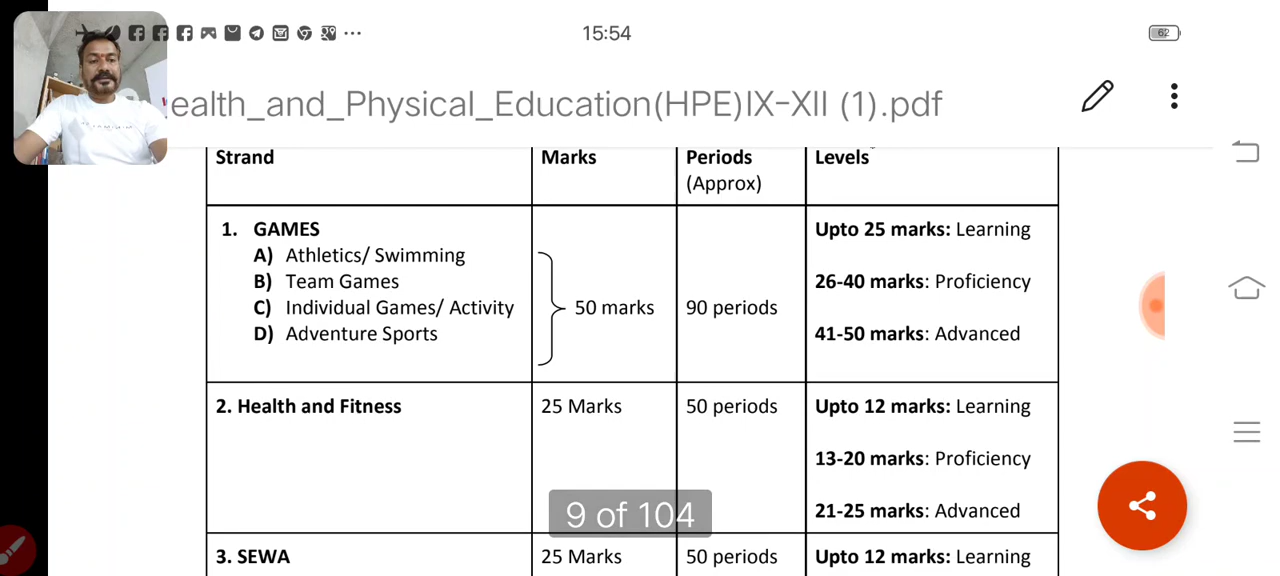 15:54
62
ealth_and_Physical_Education(HPE)IX-XII (1).pdf
Strand Marks Periods (Approx) Levels
1. GAMES
A) Athletics/ Swimming
B) Team Games
C) Individual Games/ Activity
D) Adventure Sports
50 marks
90 periods
Upto 25 marks: Learning
26-40 marks: Proficiency
41-50 marks: Advanced
2. Health and Fitness
25 Marks
50 periods
Upto 12 marks: Learning
13-20 marks: Proficiency
21-25 marks: Advanced
9 of 104
3. SEWA
25 Marks
50 periods
Upto 12 marks: Learning